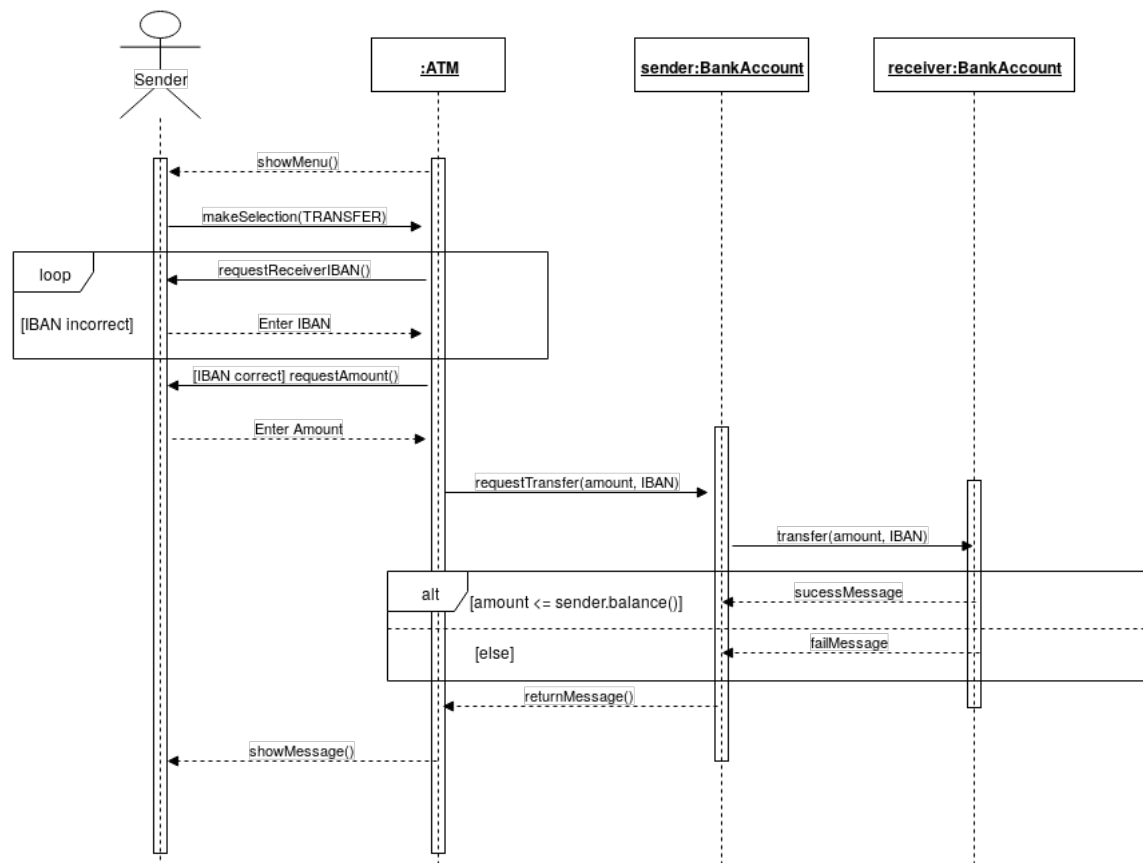 Sender
:ATM
sender:BankAccount
receiver:BankAccount
showMenu()
makeSelection(TRANSFER)
loop
requestReceiverIBAN()
[IBAN incorrect]
Enter IBAN
[IBAN correct] requestAmount()
Enter Amount
requestTransfer(amount, IBAN)
transfer(amount, IBAN)
alt
[amount <= sender.balance()]
sucessMessage
[else]
failMessage
returnMessage()
showMessage()